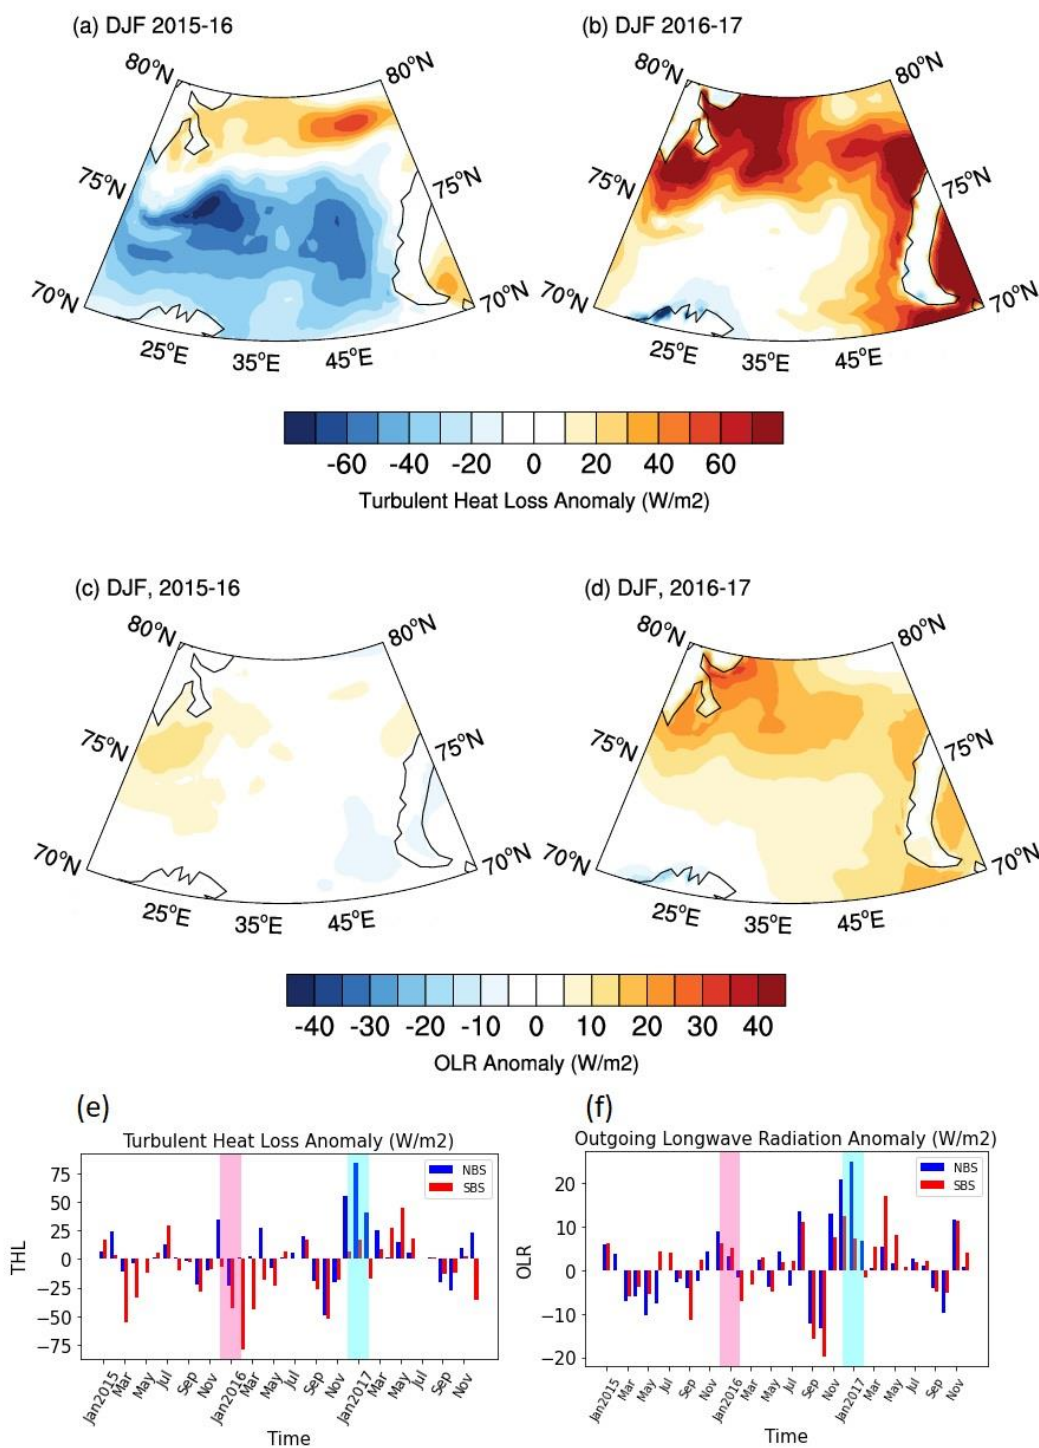 (a) DJF 2015-16
(b) DJF 2016-17
80°N 80°N 80°N 80°N
75°N 75°N 75°N 75°N
70°N 70°N 70°N 70°N
25°E 35°E 45°E 25°E 35°E 45°E
-60 -40 -20 0 20 40 60
Turbulent Heat Loss Anomaly (W/m2)
(c) DJF, 2015-16
(d) DJF, 2016-17
80°N 80°N 80°N 80°N
75°N 75°N 75°N 75°N
70°N 70°N 70°N 70°N
25°E 35°E 45°E 25°E 35°E 45°E
-40 -30 -20 -10 0 10 20 30 40
OLR Anomaly (W/m2)
(e)
Turbulent Heat Loss Anomaly (W/m2)
NBS
SBS
75
50
25
0
−25
−50
−75
THL
Jan2015 Mar May Jul Sep Nov Jan2016 Mar May Jul Sep Nov Jan2017 Mar May Jul Sep Nov
Time
(f)
Outgoing Longwave Radiation Anomaly (W/m2)
NBS
SBS
20
10
0
−10
−20
OLR
Jan2015 Mar May Jul Sep Nov Jan2016 Mar May Jul Sep Nov Jan2017 Mar May Jul Sep Nov
Time